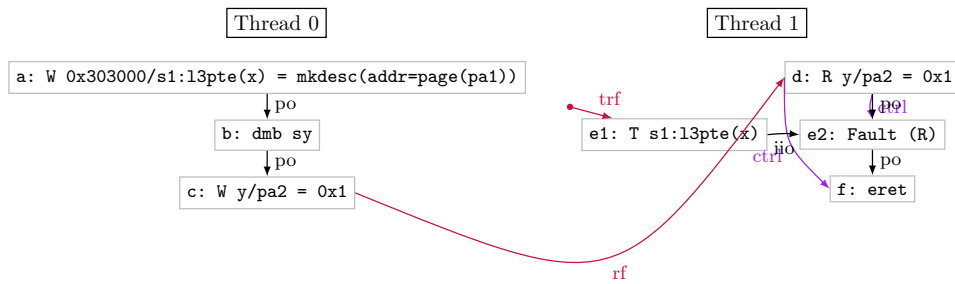 Thread 0
Thread 1
a: W 0x303000/s1:l3pte(x) = mkdesc(addr=page(pa1))
d: R y/pa2 = 0x1
po
trf
po
ctrl
b: dmb sy
e1: T s1:l3pte(x)
iio
e2: Fault (R)
po
ctrl
po
c: W y/pa2 = 0x1
f: eret
rf